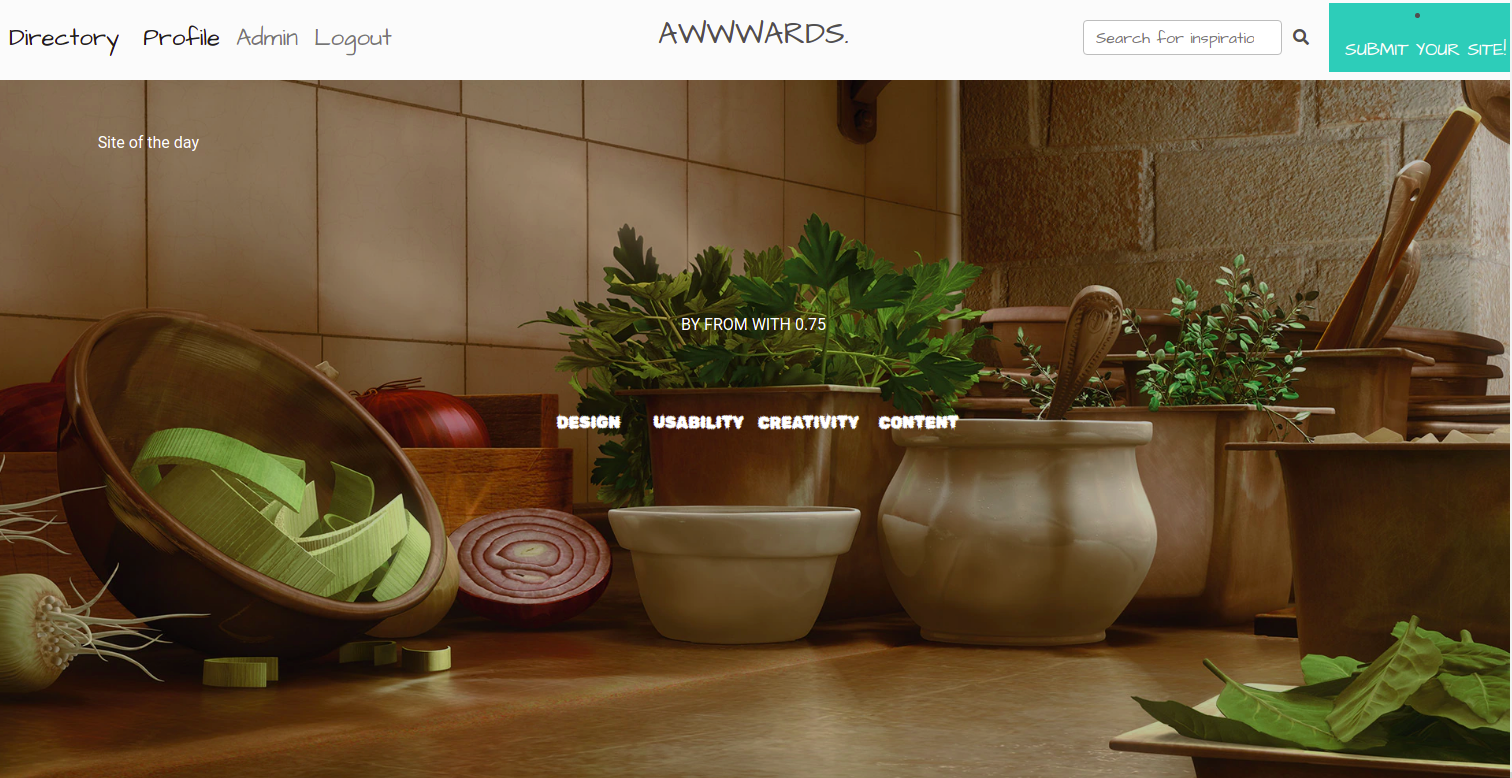 Directory Profile Admin Logout
AWWWARDS.
Search for inspiratio
SUBMIT YOUR SITE!
Site of the day
BY FROM WITH 0.75
DESIGN USABILITY CREATIVITY CONTENT